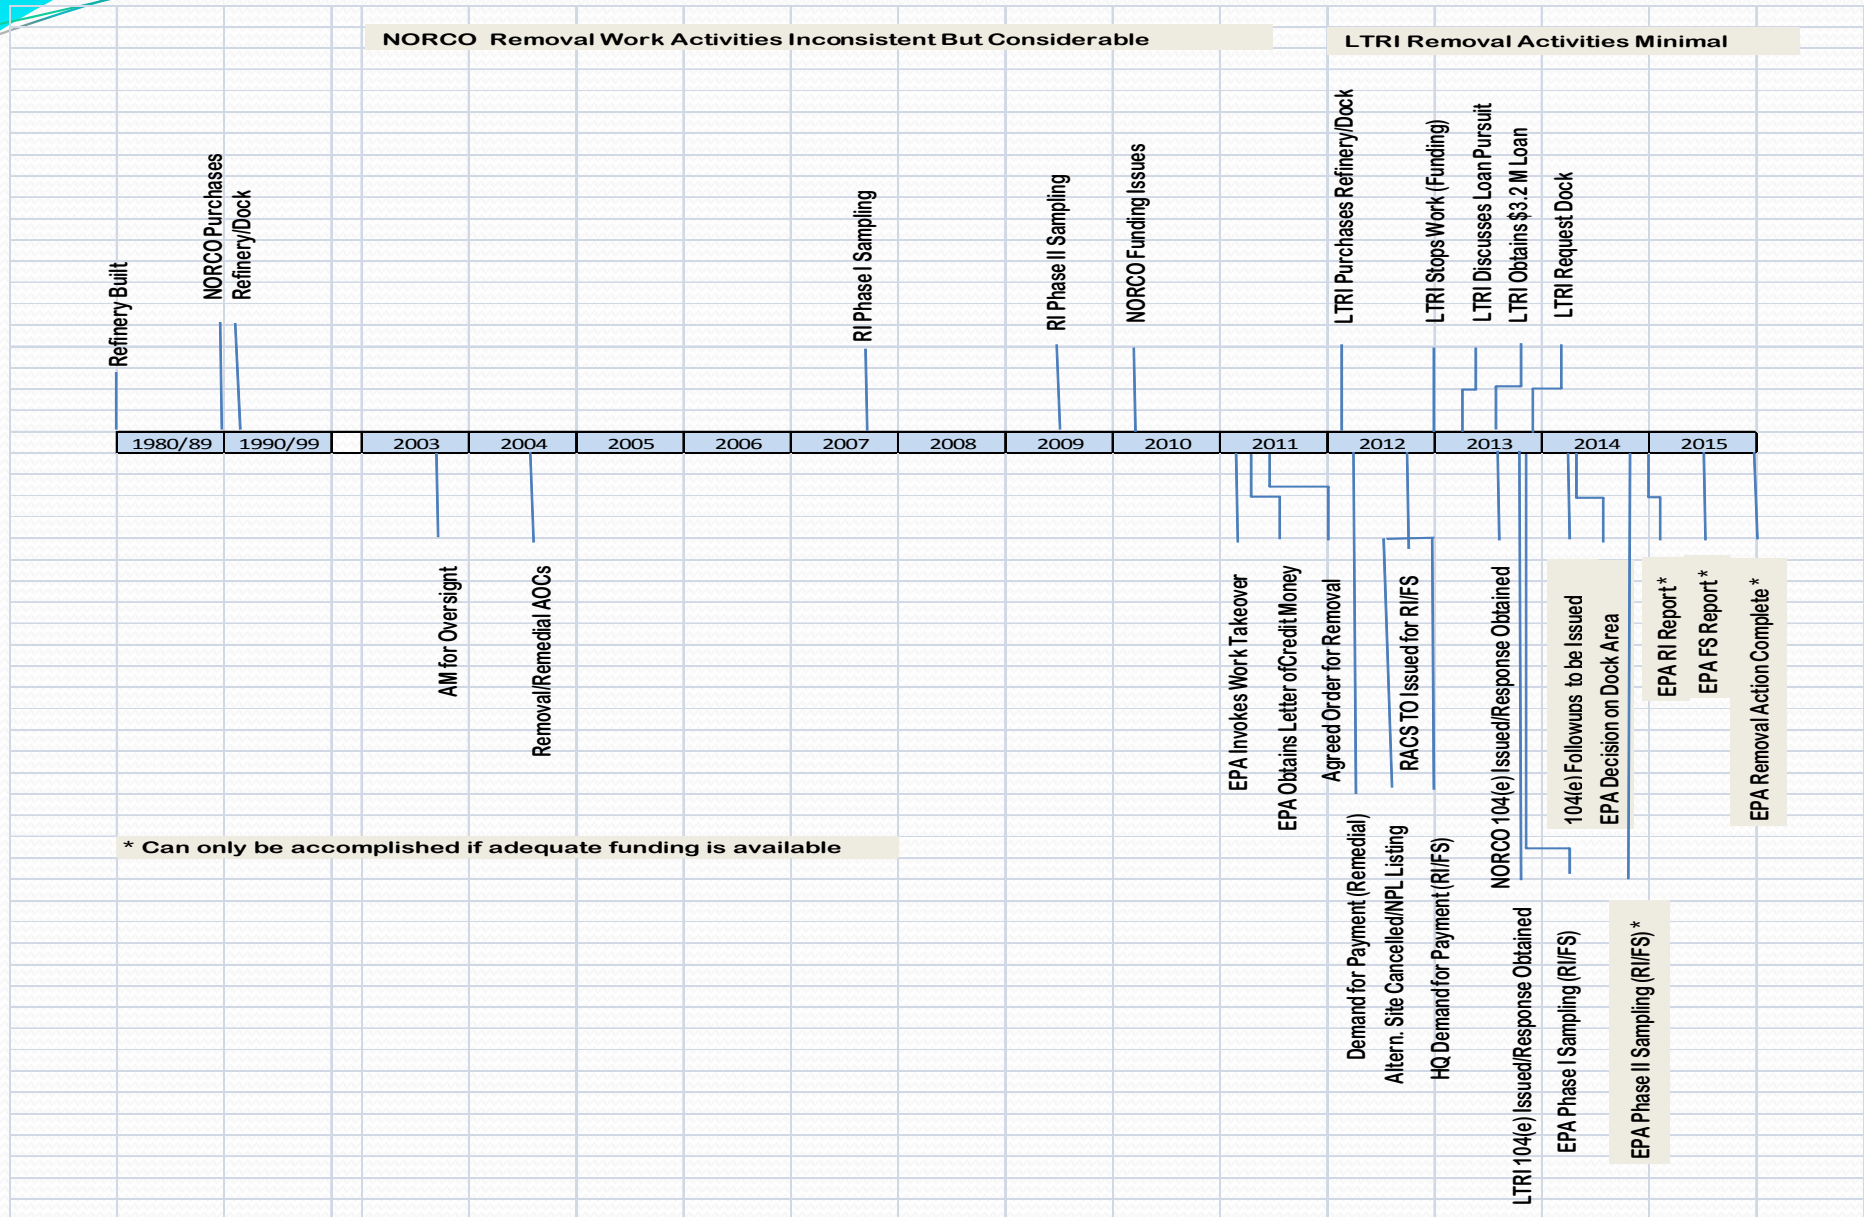 NORCO Removal Work Activities Inconsistent But Considerable
LTRI Removal Activities Minimal
Refinery Built
NORCO Purchases
Refinery/Dock
RI Phase I Sampling
RI Phase II Sampling
NORCO Funding Issues
LTRI Purchases Refinery/Dock
LTRI Stops Work (Funding)
LTRI Discusses Loan Pursuit
LTRI Obtains $3.2 M Loan
LTRI Request Dock
1980/89 1990/99 2003 2004 2005 2006 2007 2008 2009 2010 2011 2012 2013 2014 2015
AM for Oversignt
Removal/Remedial AOCs
EPA Invokes Work Takeover
EPA Obtains Letter of Credit Money
Agreed Order for Removal
RACS TO Issued for RI/FS
NORCO 104(e) Issued/Response Obtained
104(e) Followups to be Issued
EPA Decision on Dock Area
EPA RI Report *
EPA FS Report *
EPA Removal Action Complete *
* Can only be accomplished if adequate funding is available
Demand for Payment (Remedial)
Altern. Site Cancelled/NPL Listing
HQ Demand for Payment (RI/FS)
LTRI 104(e) Issued/Response Obtained
EPA Phase I Sampling (RI/FS)
EPA Phase II Sampling (RI/FS) *